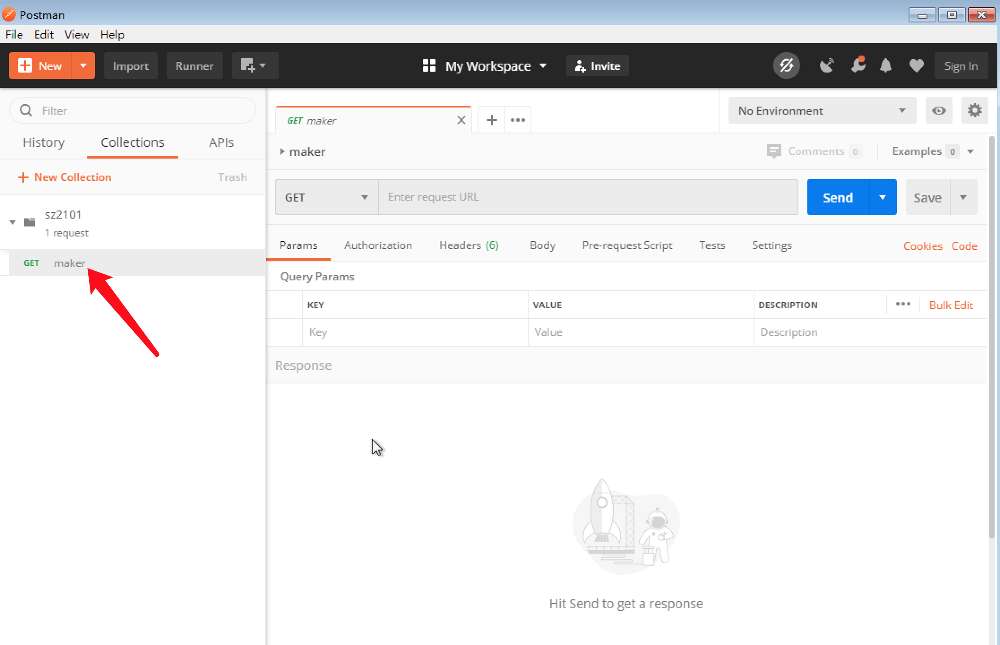 Postman
File Edit View Help
New Import Runner My Workspace Invite Sign In
Filter
History Collections APIs
New Collection Trash
sz2101
1 request
GET maker
GET maker
No Environment
maker
Comments 0 Examples 0
GET Enter request URL Send Save
Params Authorization Headers (6) Body Pre-request Script Tests Settings Cookies Code
Query Params
KEY VALUE DESCRIPTION Bulk Edit
Key Value Description
Response
Hit Send to get a response